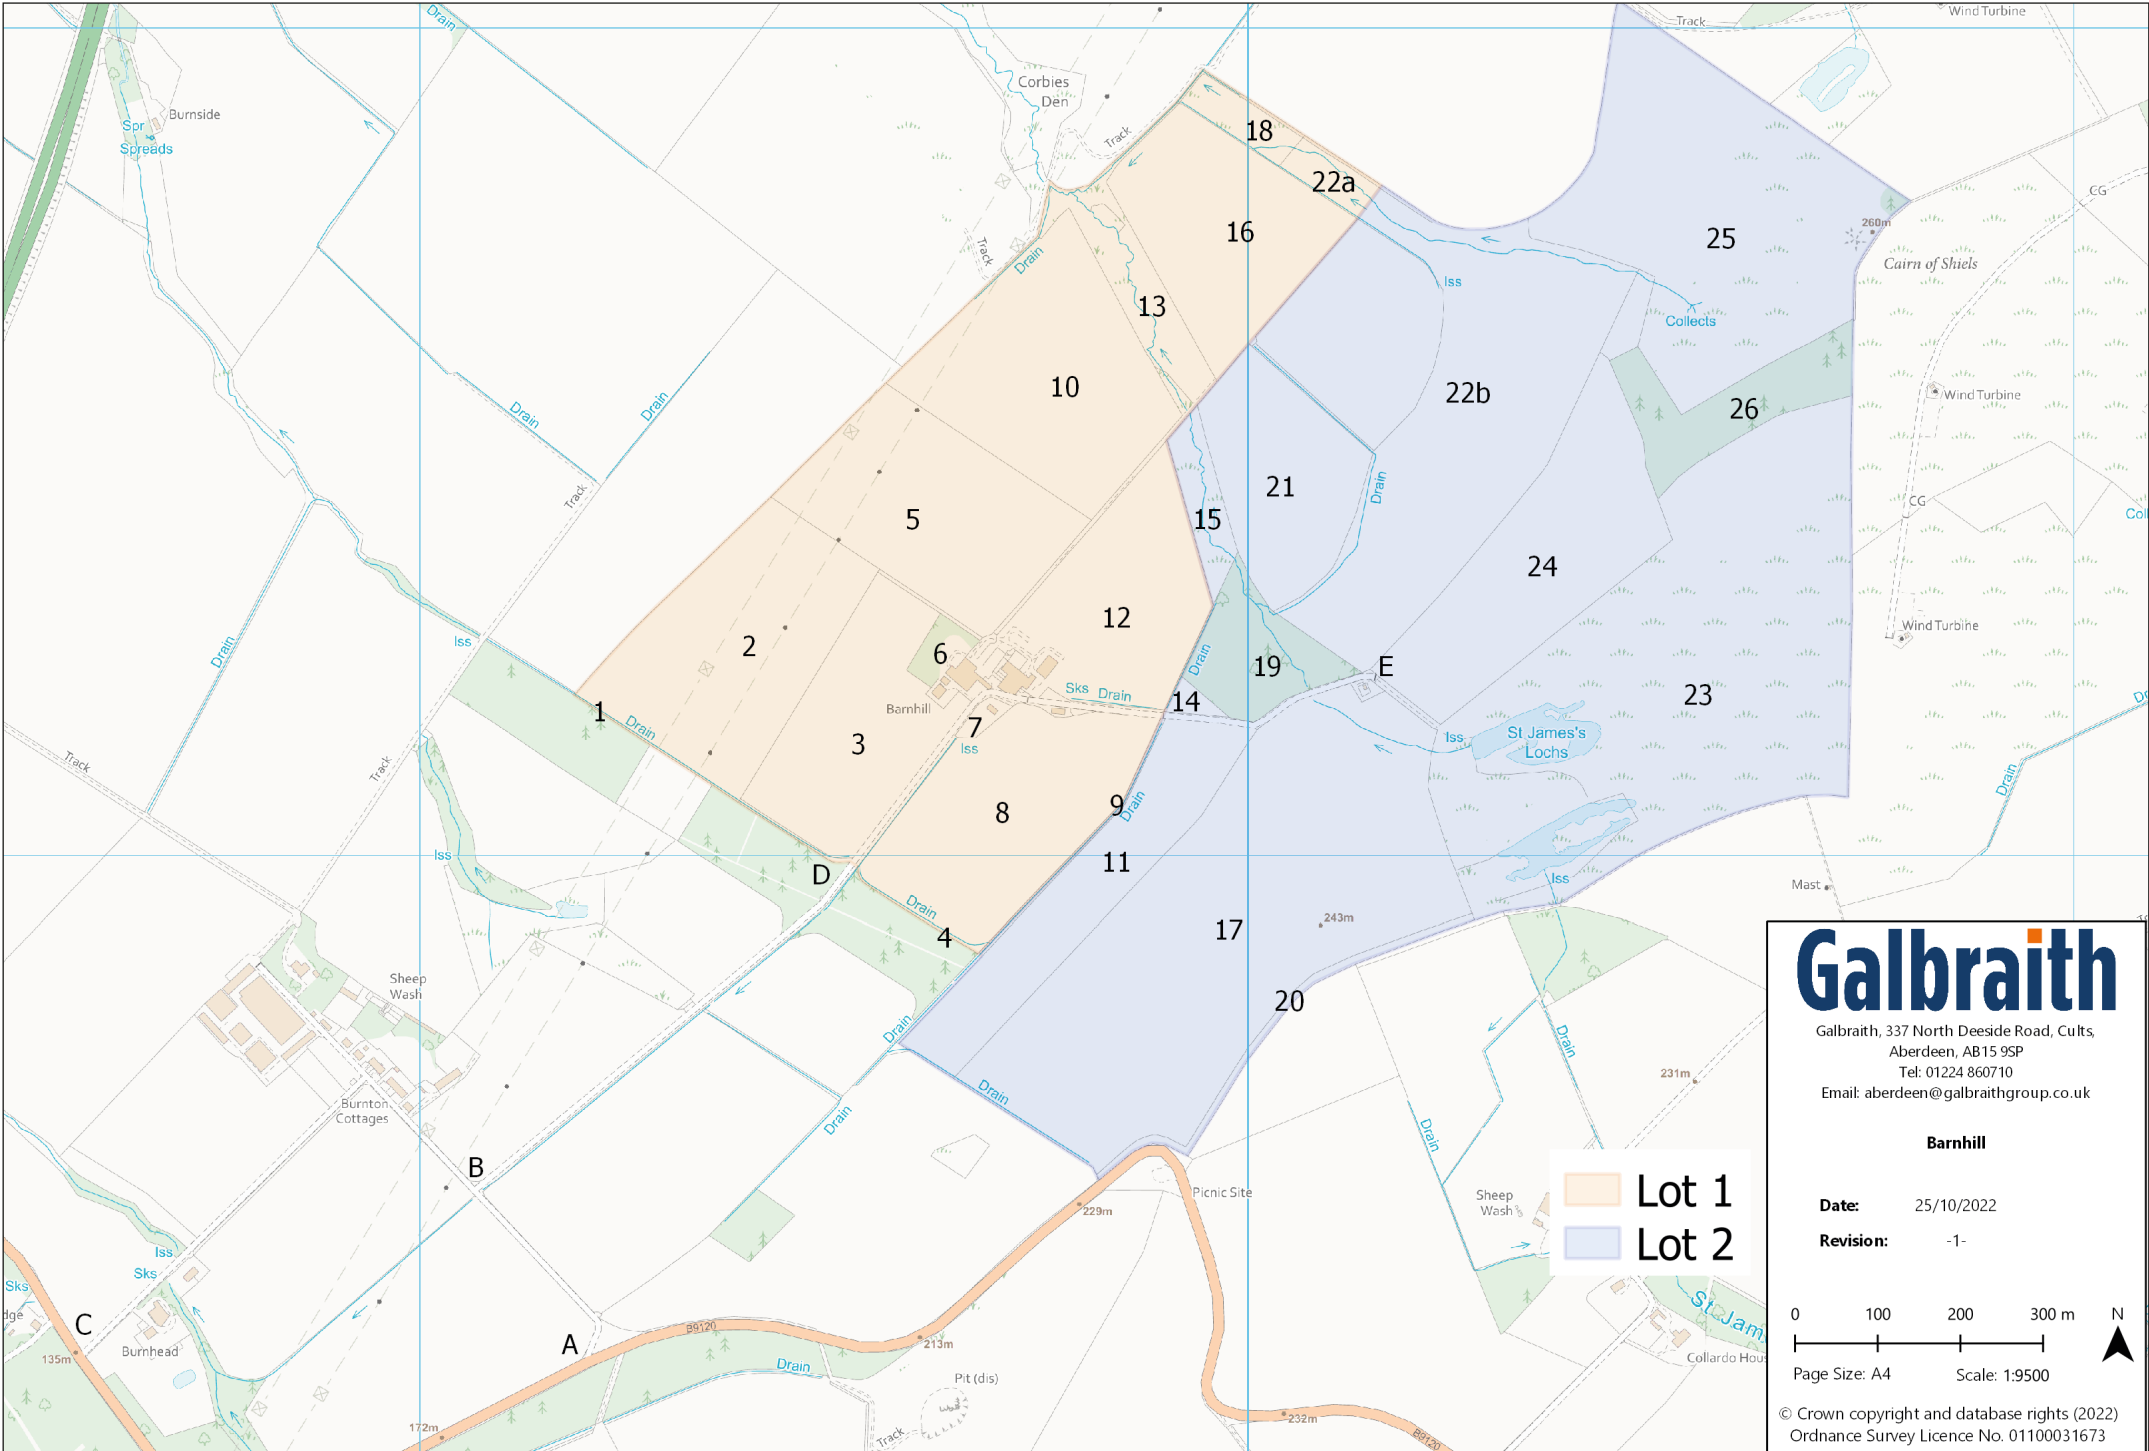 Drain
Track
Wind Turbine
Corbies
Den
Burnside
Spr
Spreads
Track
18
22a
CG
16
25
260m
Cairn of Shiels
Track
Drain
Iss
13
Collects
10
22b
26
Wind Turbine
Drain
Drain
21
Drain
Track
CG
5
15
24
12
Wind Turbine
Iss
Drain
2
6
19
E
Drain
Sks Drain
23
14
Barnhill
1
Drain
7
Iss
3
Iss
St James's
Lochs
Track
Track
8
9
Drain
Drain
Iss
11
D
Iss
Mast
Drain
4
243m
17
Sheep
Wash
20
Drain
Drain
231m
Drain
Burnton
Cottages
Drain
Drain
B
Picnic Site
229m
Sheep
Wash
Iss
Sks
Sks
dge
C
135m
Burnhead
A
B9120
213m
Drain
Pit (dis)
172m
Track
232m
B9120
St Jam
Collardo Hous
Lot 1
Lot 2
Galbraith
Galbraith, 337 North Deeside Road, Cults,
Aberdeen, AB15 9SP
Tel: 01224 860710
Email: aberdeen@galbraithgroup.co.uk
Barnhill
Date: 25/10/2022
Revision: -1-
0 100 200 300 m N
Page Size: A4 Scale: 1:9500
© Crown copyright and database rights (2022)
Ordnance Survey Licence No. 01100031673